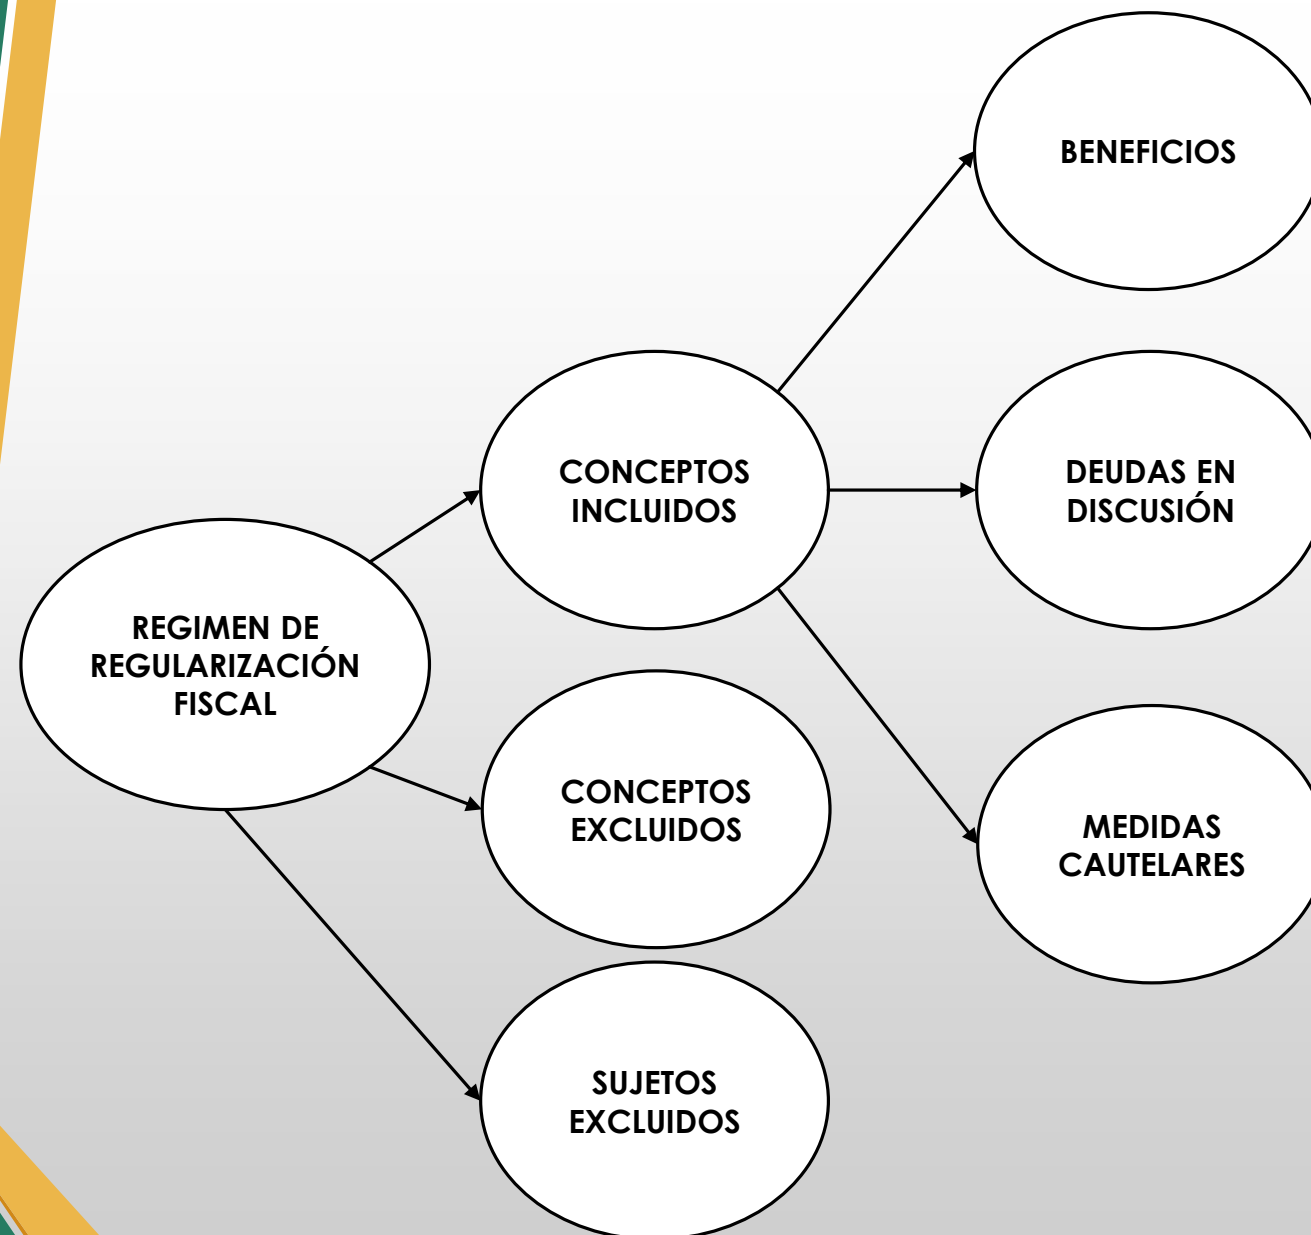 BENEFICIOS
CONCEPTOS
INCLUIDOS
DEUDAS EN
DISCUSIÓN
REGIMEN DE
REGULARIZACIÓN
FISCAL
CONCEPTOS
EXCLUIDOS
MEDIDAS
CAUTELARES
SUJETOS
EXCLUIDOS